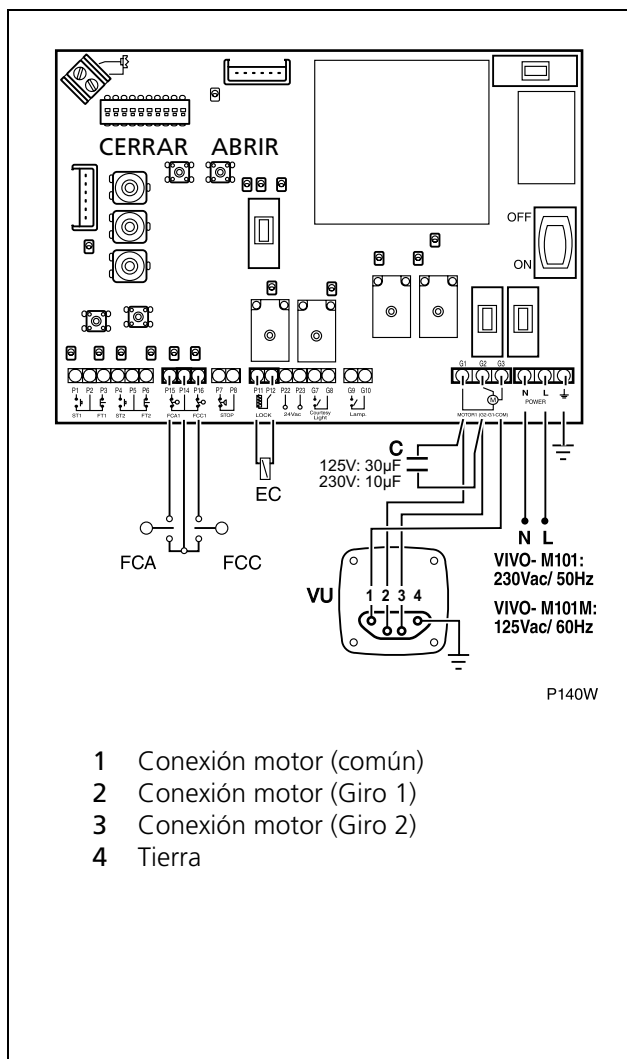 CERRAR ABRIR
OFF
ON
P1 P2 P3 P4 P5 P6 P15 P14 P16 P7 P8 P11 P12 P22 P23 G7 G8 G9 G10 G1 G2 G3
ST1 FT1 ST2 FT2 FCA1 FCC1 STOP LOCK 24Vac Courtesy Light Lamp.
M
MOTOR1 (G2-G1-COM)
N L
POWER
C
125V: 30µF
230V: 10µF
EC
FCA FCC
N L
VIVO- M101:
230Vac/ 50Hz
VIVO- M101M:
125Vac/ 60Hz
VU
1 2 3 4
P140W
1 Conexión motor (común)
2 Conexión motor (Giro 1)
3 Conexión motor (Giro 2)
4 Tierra